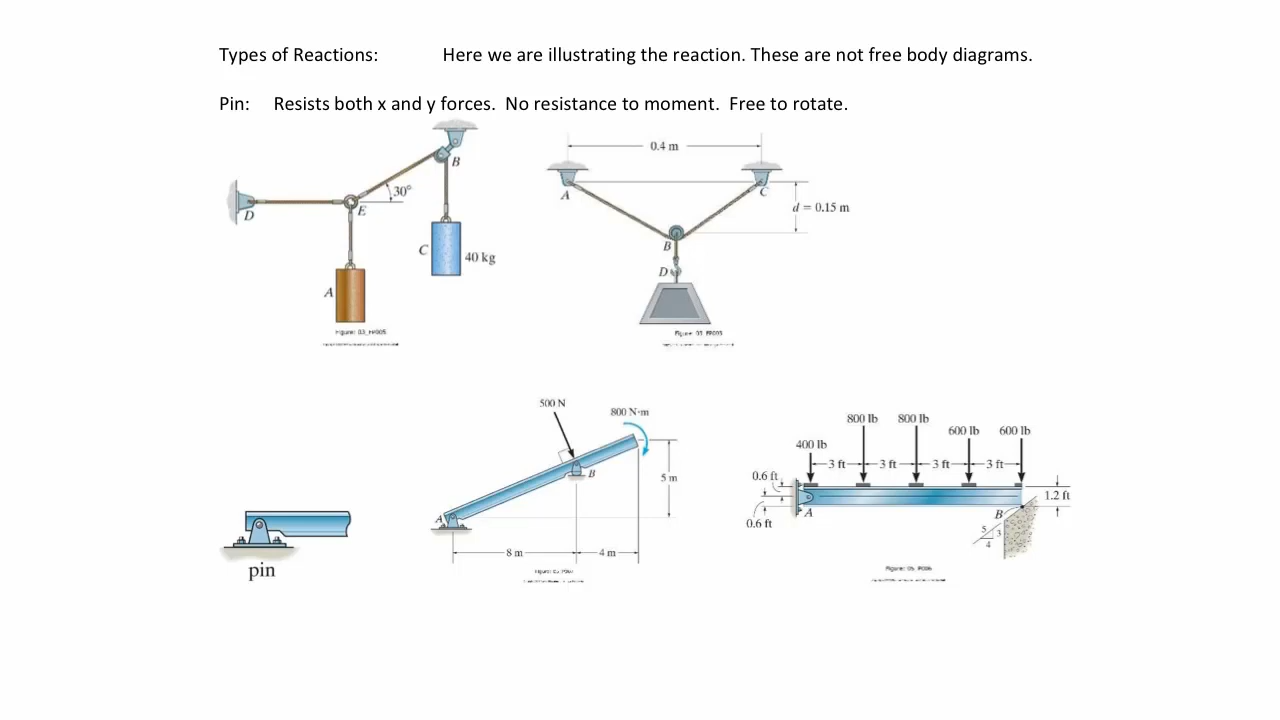 Types of Reactions: Here we are illustrating the reaction. These are not free body diagrams.
Pin: Resists both x and y forces. No resistance to moment. Free to rotate.
B
30°
D
E
C
40 kg
A
0.4 m
A
C
d = 0.15 m
B
D
500 N
800 N·m
B
5 m
A
8 m
4 m
800 lb
800 lb
600 lb
600 lb
400 lb
3 ft
3 ft
3 ft
3 ft
0.6 ft
1.2 ft
A
B
0.6 ft
5
3
4
pin